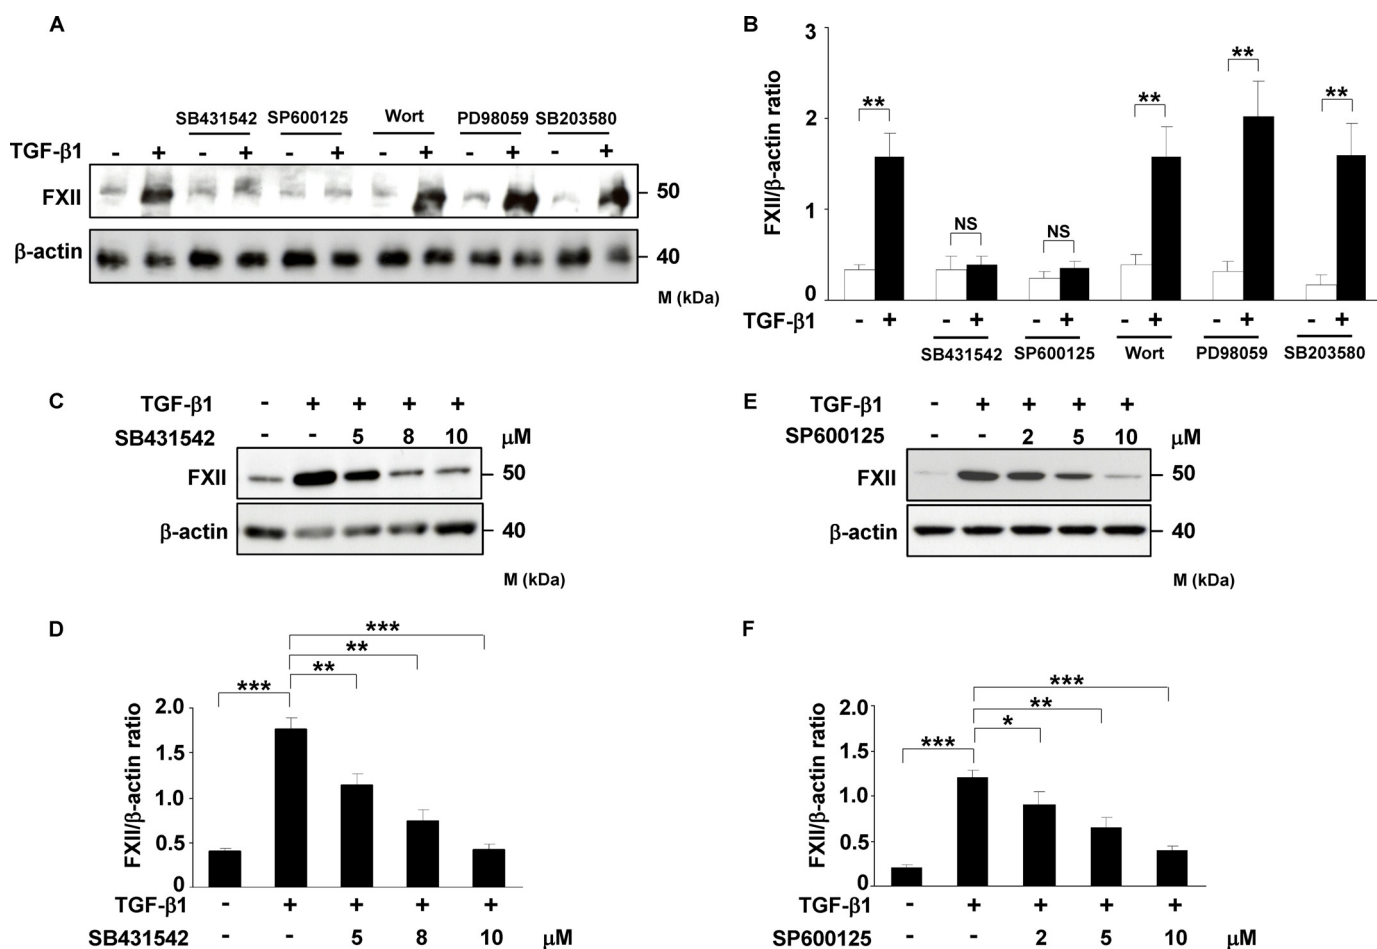 A
SB431542 SP600125 Wort PD98059 SB203580
TGF-β1 - + - + - + - + - + - +
FXII 50
β-actin 40
M (kDa)
B
FXII/β-actin ratio
3
2
1
0
** NS NS ** ** **
TGF-β1 - + - + - + - + - + - +
SB431542 SP600125 Wort PD98059 SB203580
C
TGF-β1 - + + + +
SB431542 - - 5 8 10 μM
FXII 50
β-actin 40
M (kDa)
E
TGF-β1 - + + + +
SP600125 - - 2 5 10 μM
FXII 50
β-actin 40
M (kDa)
D
FXII/β-actin ratio
2.0
1.5
1.0
0.5
0
***
**
**
***
TGF-β1 - + + + +
SB431542 - - 5 8 10 μM
F
FXII/β-actin ratio
2.0
1.5
1.0
0.5
0
***
**
*
***
TGF-β1 - + + + +
SP600125 - - 2 5 10 μM